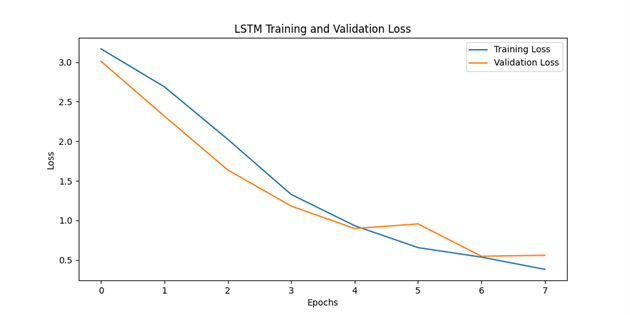 LSTM Training and Validation Loss
Training Loss
Validation Loss
3.0
2.5
2.0
1.5
1.0
0.5
Loss
0 1 2 3 4 5 6 7
Epochs